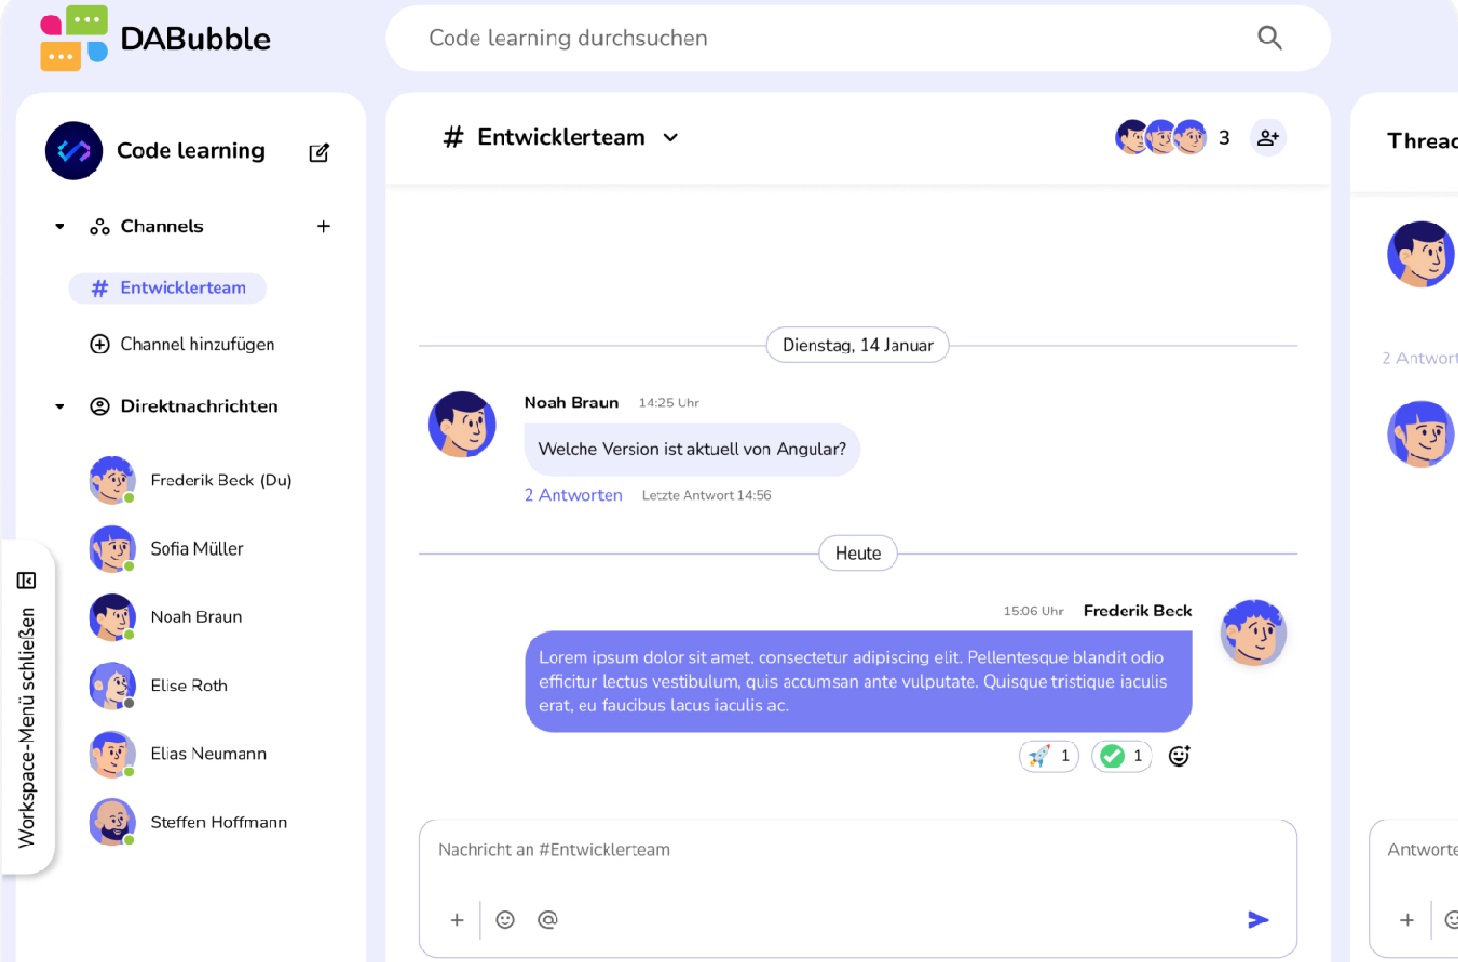 DABubble
Code learning durchsuchen
Code learning
Channels
# Entwicklerteam
Channel hinzufügen
Direktnachrichten
Frederik Beck (Du)
Sofia Müller
Noah Braun
Elise Roth
Elias Neumann
Steffen Hoffmann
Workspace-Menü schließen
# Entwicklerteam
3
Dienstag, 14 Januar
Noah Braun 14:25 Uhr
Welche Version ist aktuell von Angular?
2 Antworten Letzte Antwort 14:56
Heute
15:06 Uhr Frederik Beck
Lorem ipsum dolor sit amet, consectetur adipiscing elit. Pellentesque blandit odio
efficitur lectus vestibulum, quis accumsan ante vulputate. Quisque tristique iaculis
erat, eu faucibus lacus iaculis ac.
1
1
Nachricht an #Entwicklerteam
Threa
2 Antwor
Antworte